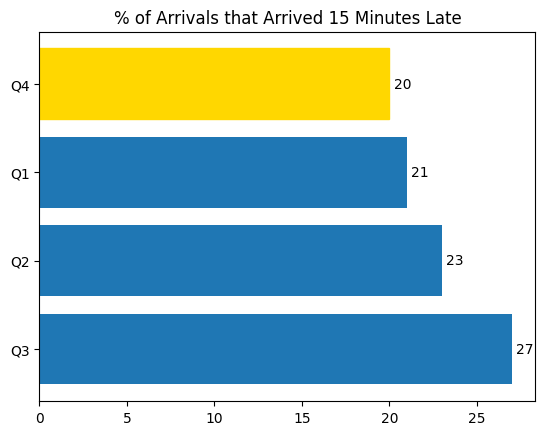 % of Arrivals that Arrived 15 Minutes Late
Q4 20
Q1 21
Q2 23
Q3 27
0 5 10 15 20 25